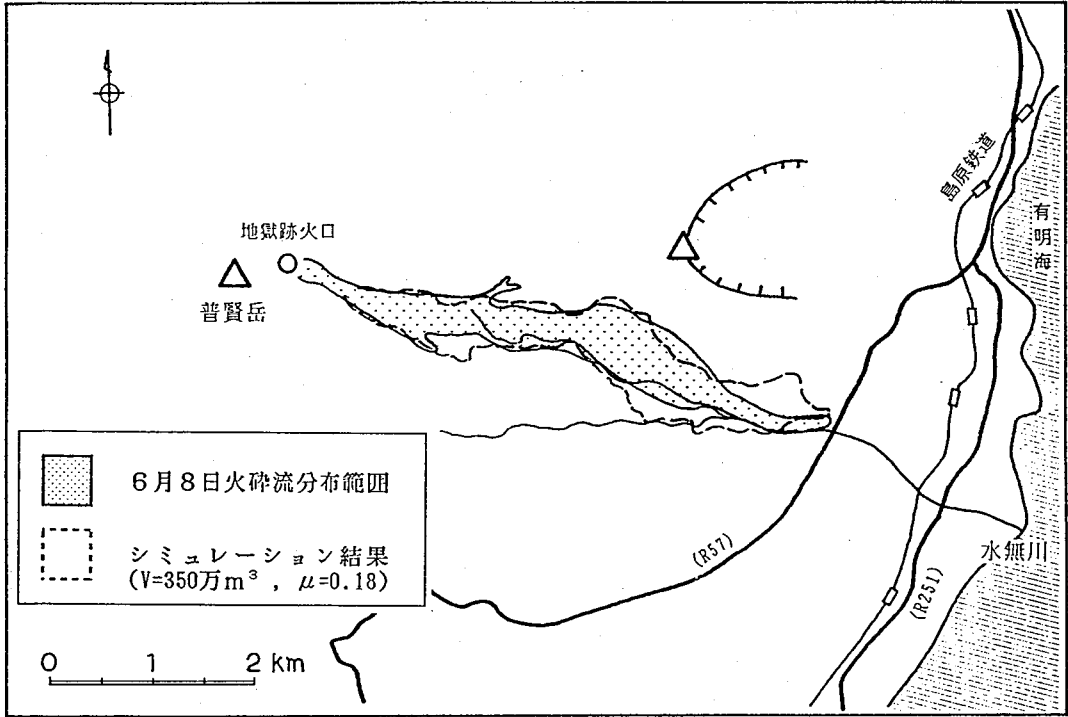 島原鉄道
有明海
地獄跡火口
普賢岳
6月8日火砕流分布範囲
シミュレーション結果
(V=350万m³ , μ=0.18)
(R57)
水無川
(R251)
0 1 2 km